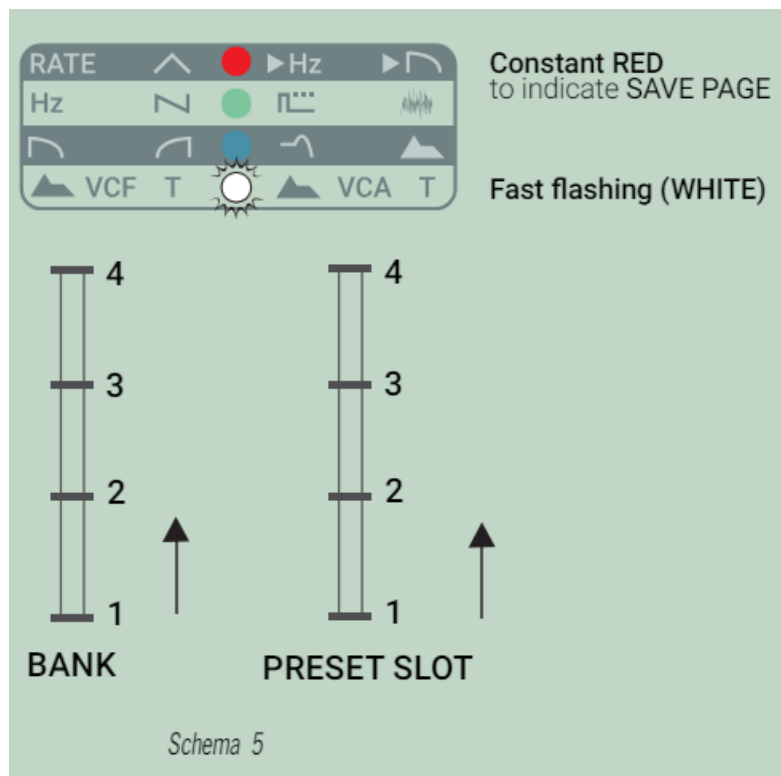 RATE Hz
Constant RED
to indicate SAVE PAGE
Hz
VCF T VCA T
Fast flashing (WHITE)
4 4
3 3
2 2
1 1
BANK PRESET SLOT
Schema 5